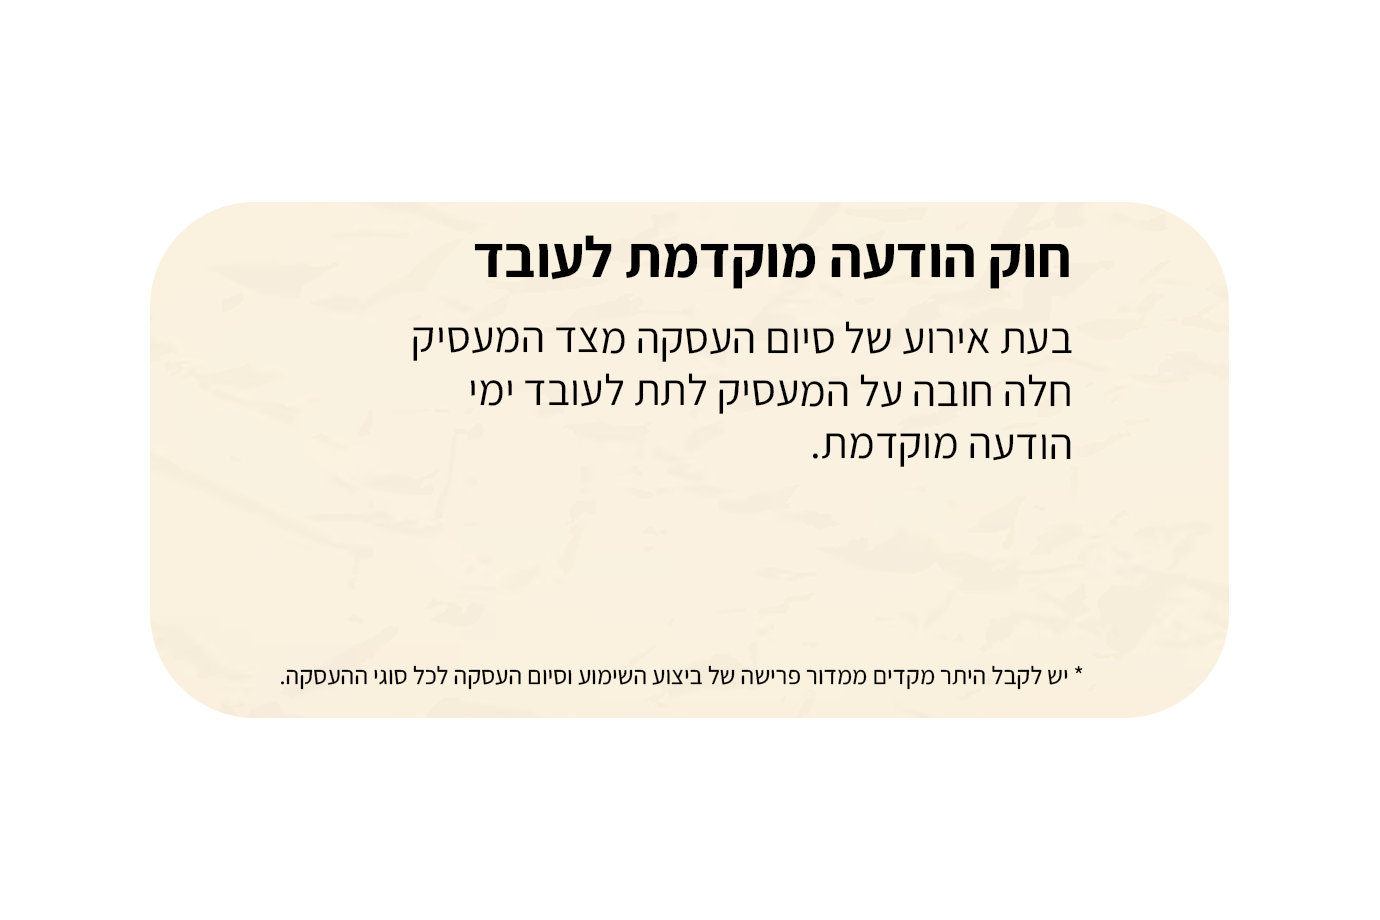 חוק הודעה מוקדמת לעובד
בעת אירוע של סיום העסקה מצד המעסיק
חלה חובה על המעסיק לתת לעובד ימי
הודעה מוקדמת.
* יש לקבל היתר מקדים ממדור פרישה של ביצוע השימוע וסיום העסקה לכל סוגי ההעסקה.